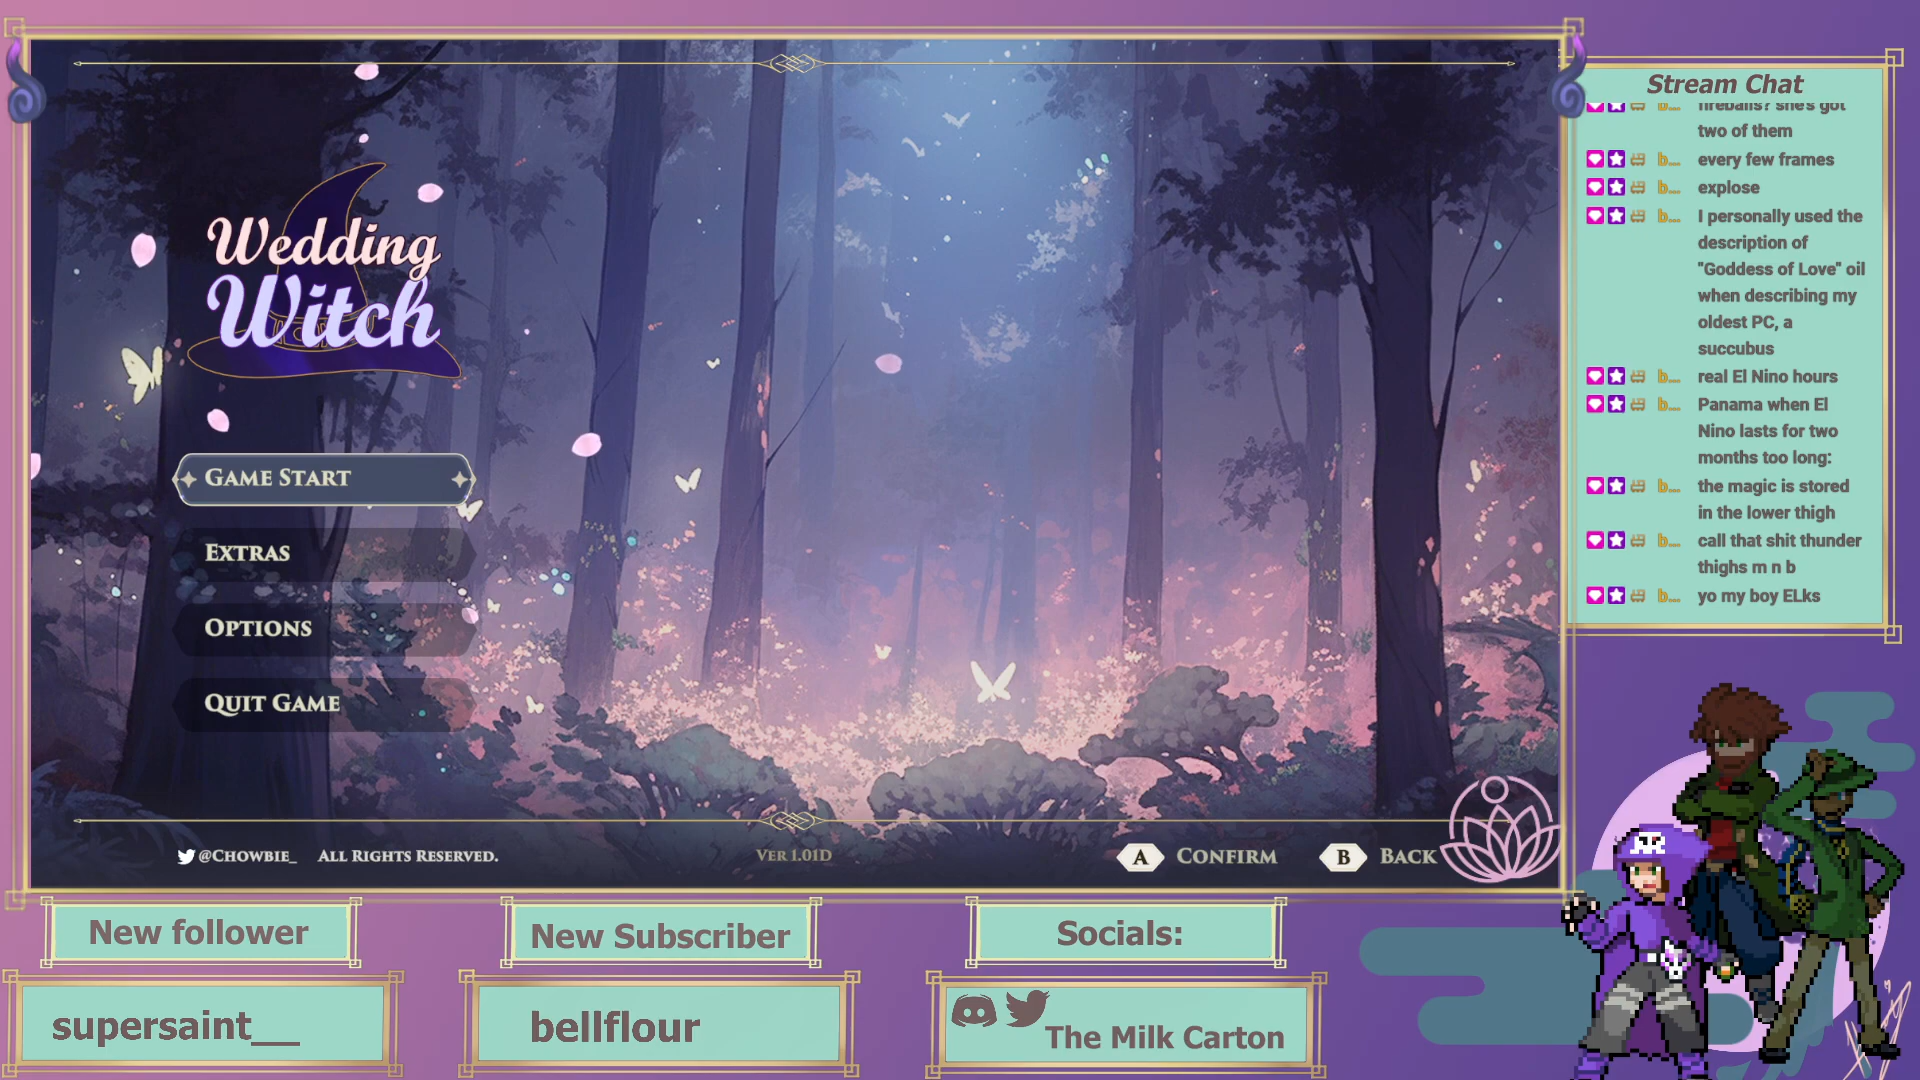 Wedding
Witch
GAME START
EXTRAS
OPTIONS
QUIT GAME
@CHOWBIE_ ALL RIGHTS RESERVED.
VER 1.01D
A CONFIRM
B BACK
Stream Chat
b... fireballs? she's got
two of them
b... every few frames
b... explose
b... I personally used the
description of
"Goddess of Love" oil
when describing my
oldest PC, a
succubus
b... real El Nino hours
b... Panama when El
Nino lasts for two
months too long:
b... the magic is stored
in the lower thigh
b... call that shit thunder
thighs m n b
b... yo my boy ELks
New follower
supersaint__
New Subscriber
bellflour
Socials:
The Milk Carton